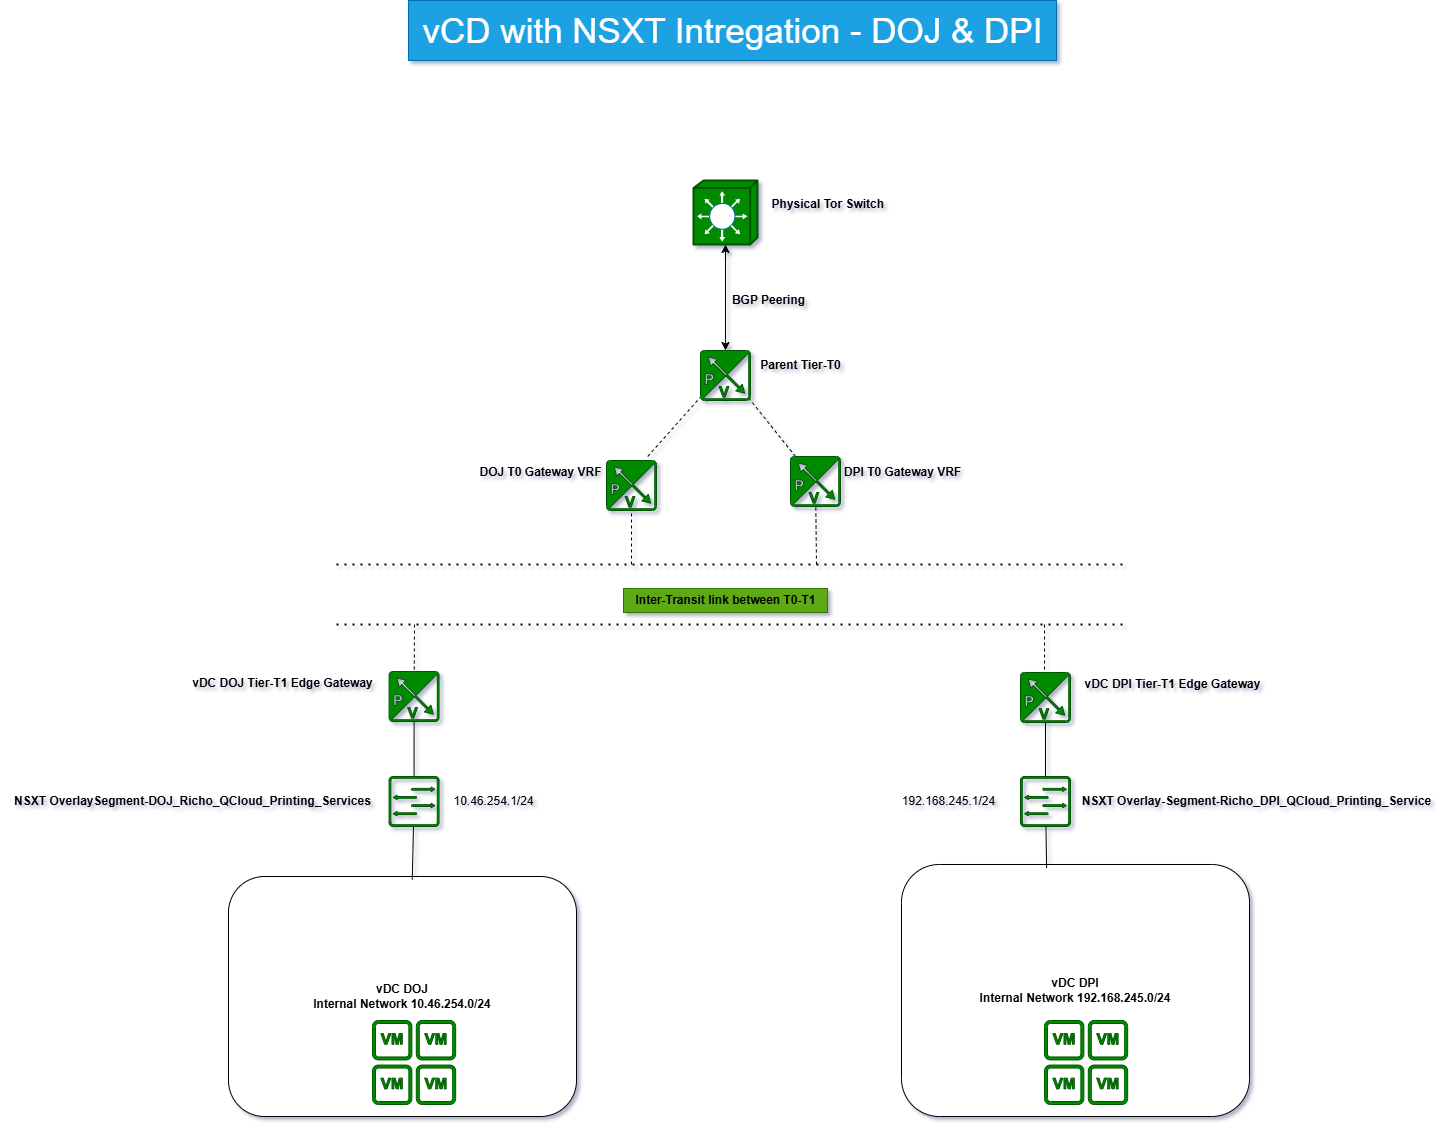 vCD with NSXT Intregation - DOJ & DPI
Physical Tor Switch
BGP Peering
Parent Tier-T0
P
V
DOJ T0 Gateway VRF
P
V
DPI T0 Gateway VRF
P
V
Inter-Transit link between T0-T1
vDC DOJ Tier-T1 Edge Gateway
P
V
vDC DPI Tier-T1 Edge Gateway
P
V
NSXT OverlaySegment-DOJ_Richo_QCloud_Printing_Services
10.46.254.1/24
192.168.245.1/24
NSXT Overlay-Segment-Richo_DPI_QCloud_Printing_Service
vDC DOJ
Internal Network 10.46.254.0/24
VM VM
VM VM
vDC DPI
Internal Network 192.168.245.0/24
VM VM
VM VM